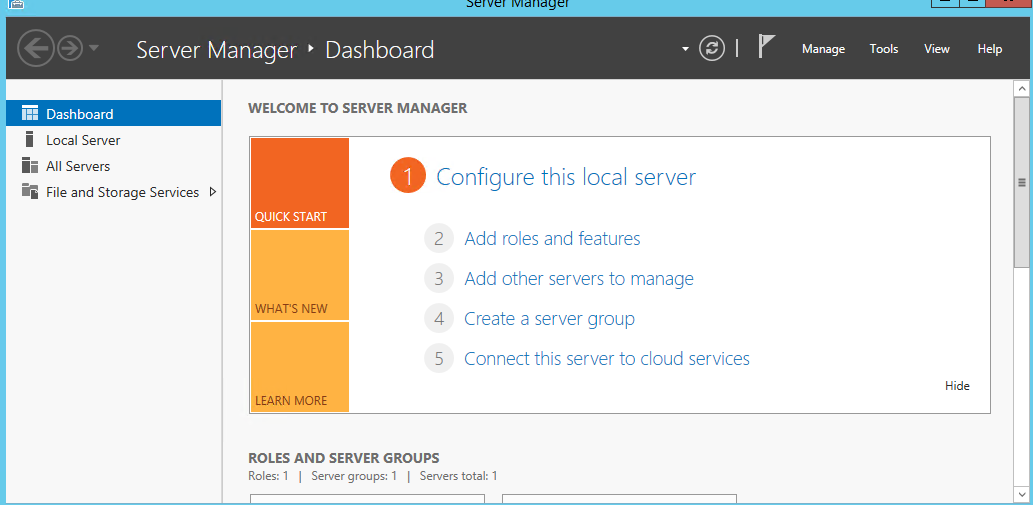 Server Manager
Server Manager ‣ Dashboard
Manage
Tools
View
Help
Dashboard
Local Server
All Servers
File and Storage Services
WELCOME TO SERVER MANAGER
QUICK START
WHAT'S NEW
LEARN MORE
1 Configure this local server
2 Add roles and features
3 Add other servers to manage
4 Create a server group
5 Connect this server to cloud services
Hide
ROLES AND SERVER GROUPS
Roles: 1 | Server groups: 1 | Servers total: 1